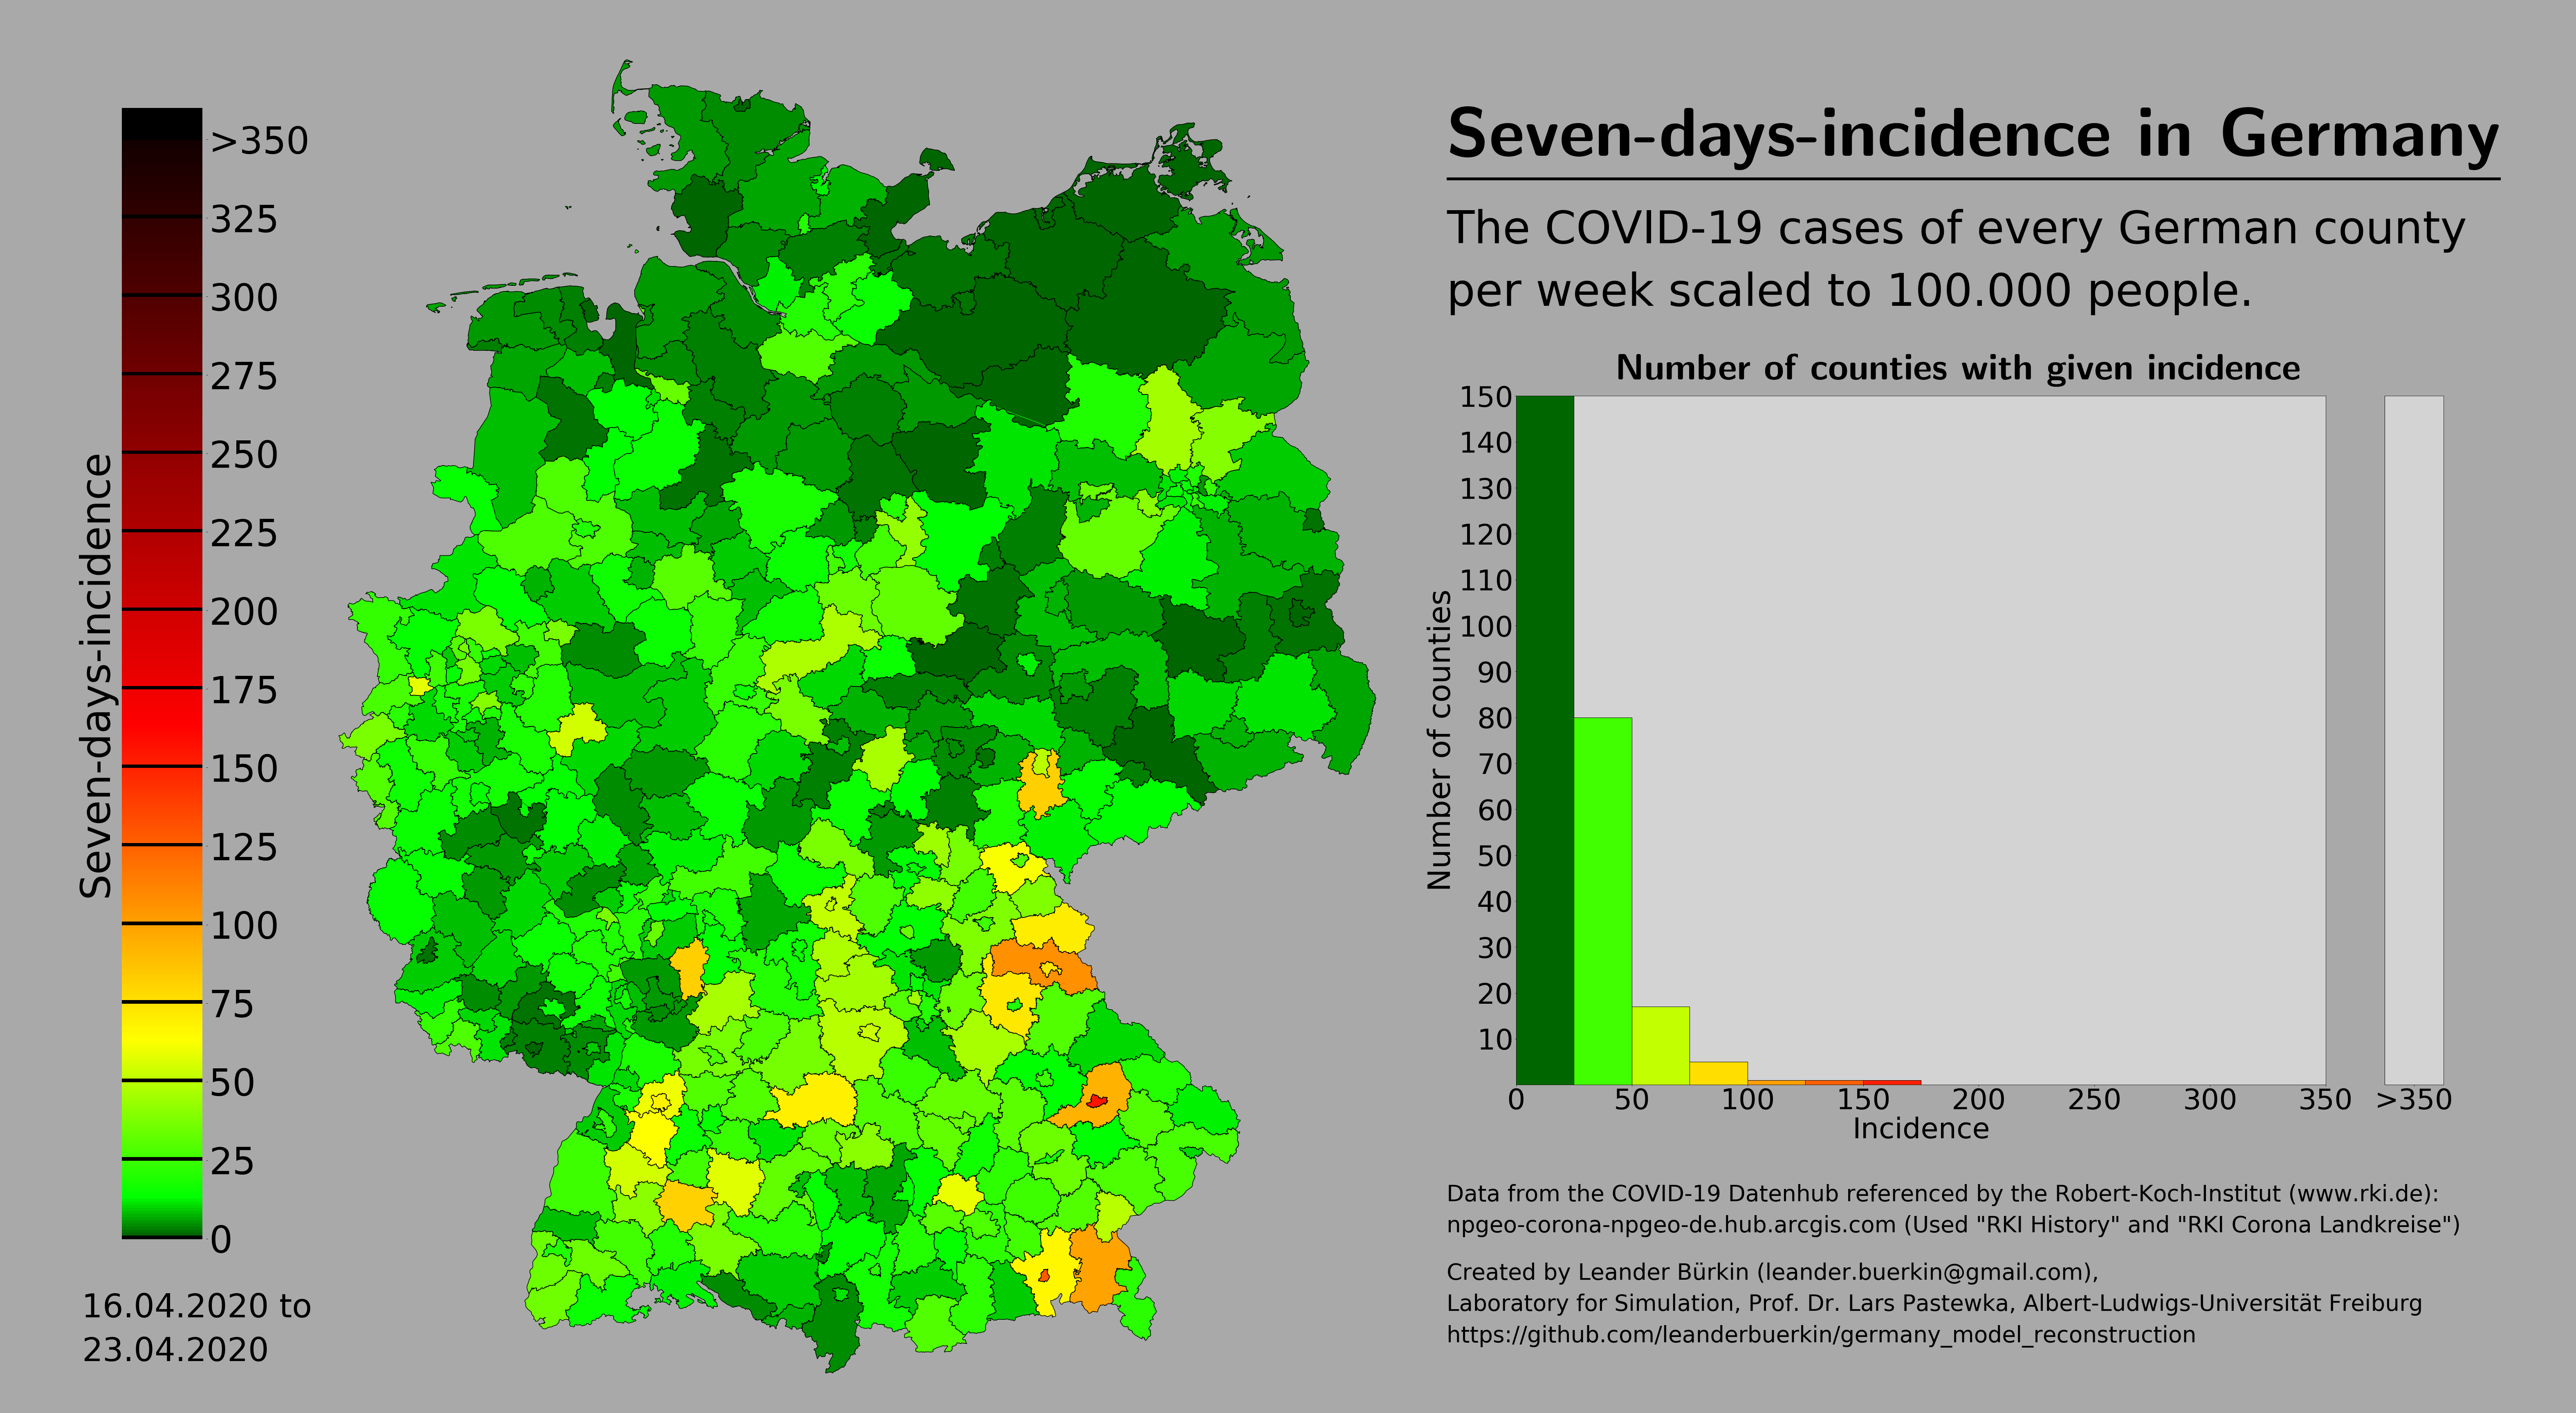 Seven-days-incidence in Germany
The COVID-19 cases of every German county
per week scaled to 100.000 people.
>350
325
300
275
250
225
200
175
150
125
100
75
50
25
0
Seven-days-incidence
16.04.2020 to
23.04.2020
Number of counties with given incidence
150
140
130
120
110
100
90
80
70
60
50
40
30
20
10
Number of counties
0 50 100 150 200 250 300 350 >350
Incidence
Data from the COVID-19 Datenhub referenced by the Robert-Koch-Institut (www.rki.de):
npgeo-corona-npgeo-de.hub.arcgis.com (Used "RKI History" and "RKI Corona Landkreise")
Created by Leander Bürkin (leander.buerkin@gmail.com),
Laboratory for Simulation, Prof. Dr. Lars Pastewka, Albert-Ludwigs-Universität Freiburg
https://github.com/leanderbuerkin/germany_model_reconstruction